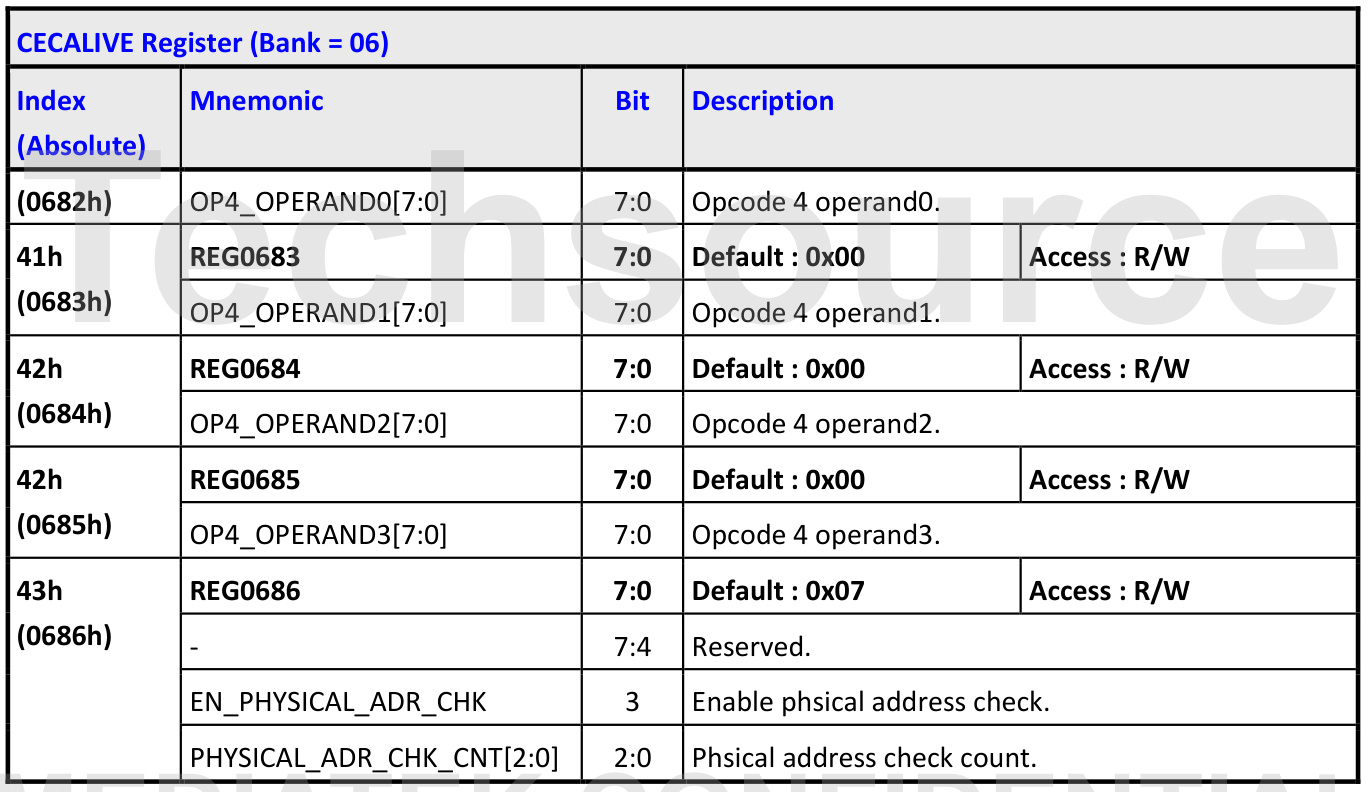 CECALIVE Register (Bank = 06)
Index (Absolute) Mnemonic Bit Description
(0682h) OP4_OPERAND0[7:0] 7:0 Opcode 4 operand0.
41h (0683h) REG0683 7:0 Default : 0x00 Access : R/W
OP4_OPERAND1[7:0] 7:0 Opcode 4 operand1.
42h (0684h) REG0684 7:0 Default : 0x00 Access : R/W
OP4_OPERAND2[7:0] 7:0 Opcode 4 operand2.
42h (0685h) REG0685 7:0 Default : 0x00 Access : R/W
OP4_OPERAND3[7:0] 7:0 Opcode 4 operand3.
43h (0686h) REG0686 7:0 Default : 0x07 Access : R/W
- 7:4 Reserved.
EN_PHYSICAL_ADR_CHK 3 Enable phsical address check.
PHYSICAL_ADR_CHK_CNT[2:0] 2:0 Phsical address check count.
Techsource
MEDIATEK CONFIDENTIAL